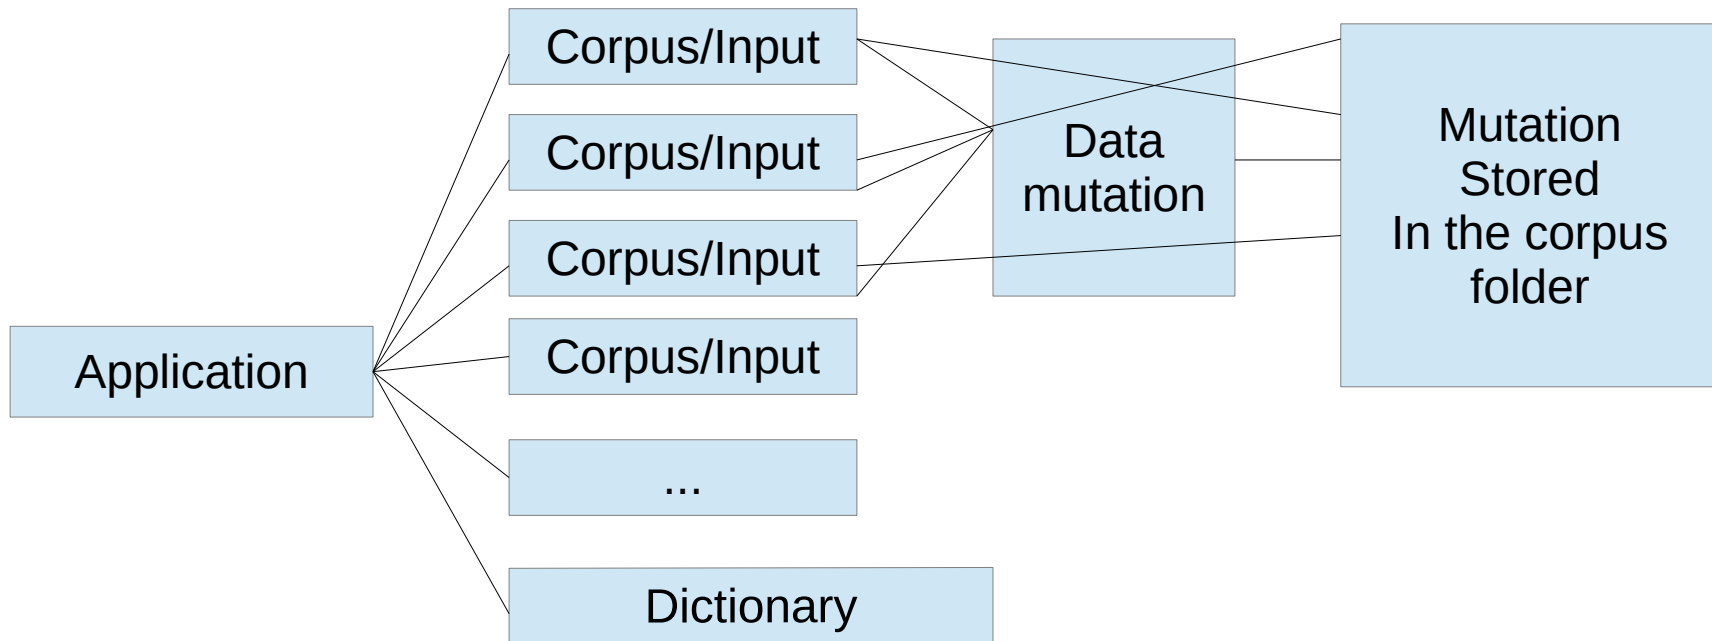 Corpus/Input
Corpus/Input
Corpus/Input
Corpus/Input
...
Dictionary
Application
Data
mutation
Mutation
Stored
In the corpus
folder